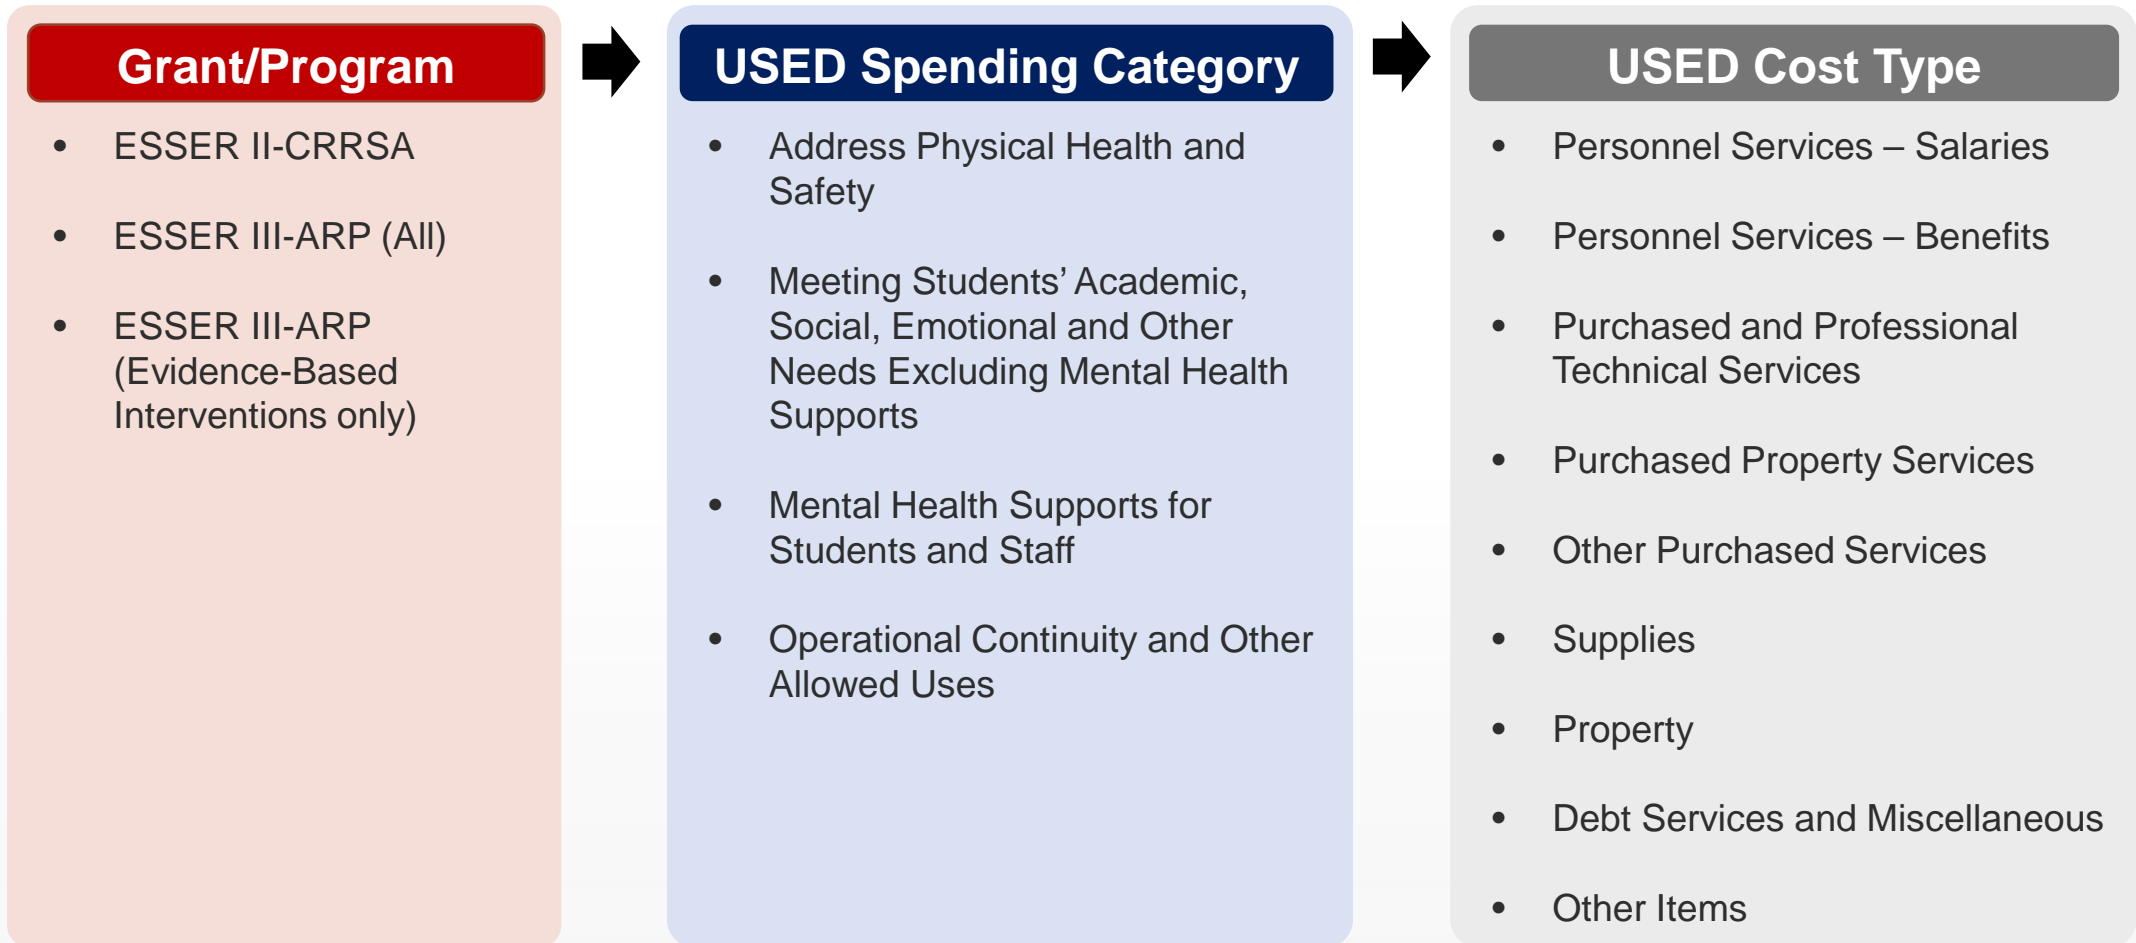 Grant/Program
• ESSER II-CRRSA
• ESSER III-ARP (All)
• ESSER III-ARP
(Evidence-Based
Interventions only)
USED Spending Category
• Address Physical Health and
Safety
• Meeting Students’ Academic,
Social, Emotional and Other
Needs Excluding Mental Health
Supports
• Mental Health Supports for
Students and Staff
• Operational Continuity and Other
Allowed Uses
USED Cost Type
• Personnel Services – Salaries
• Personnel Services – Benefits
• Purchased and Professional
Technical Services
• Purchased Property Services
• Other Purchased Services
• Supplies
• Property
• Debt Services and Miscellaneous
• Other Items